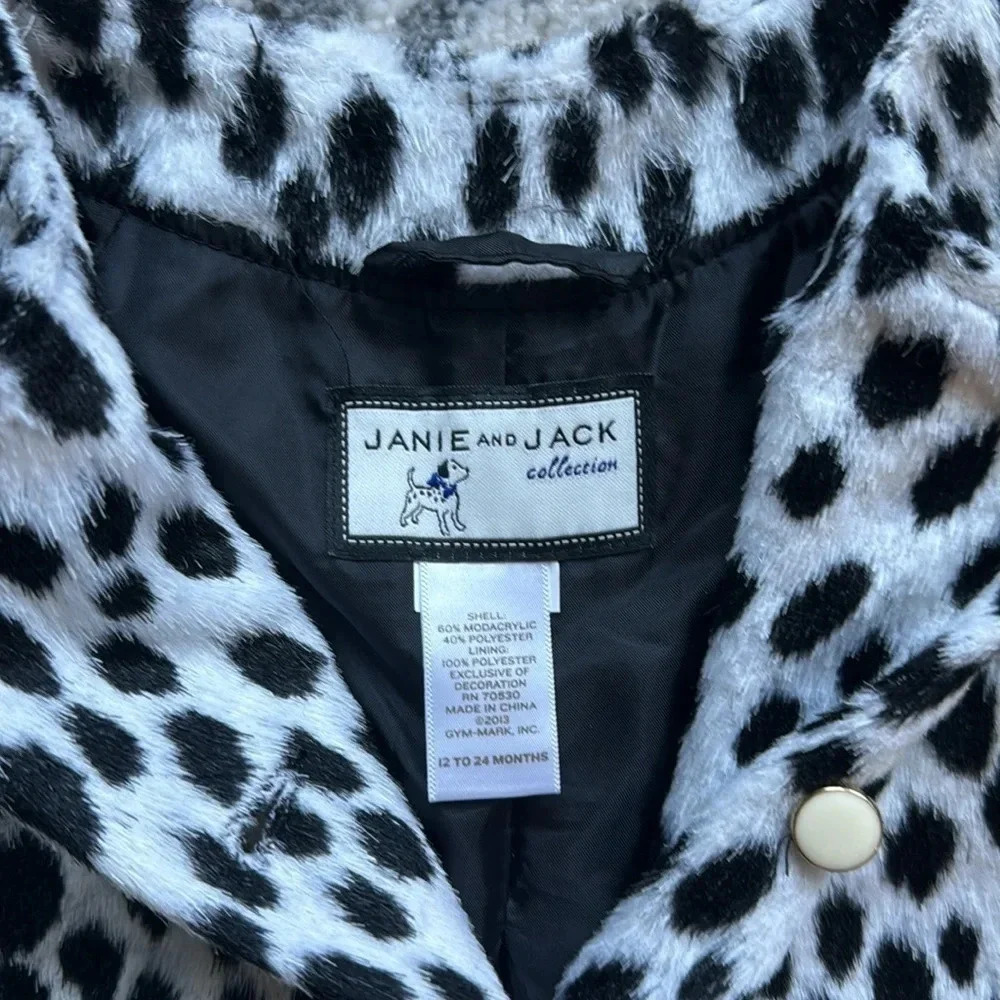 JANIE AND JACK
collection
SHELL:
60% MODACRYLIC
40% POLYESTER
LINING:
100% POLYESTER
EXCLUSIVE OF
DECORATION
RN 70530
MADE IN CHINA
©2013
GYM-MARK, INC.
12 TO 24 MONTHS